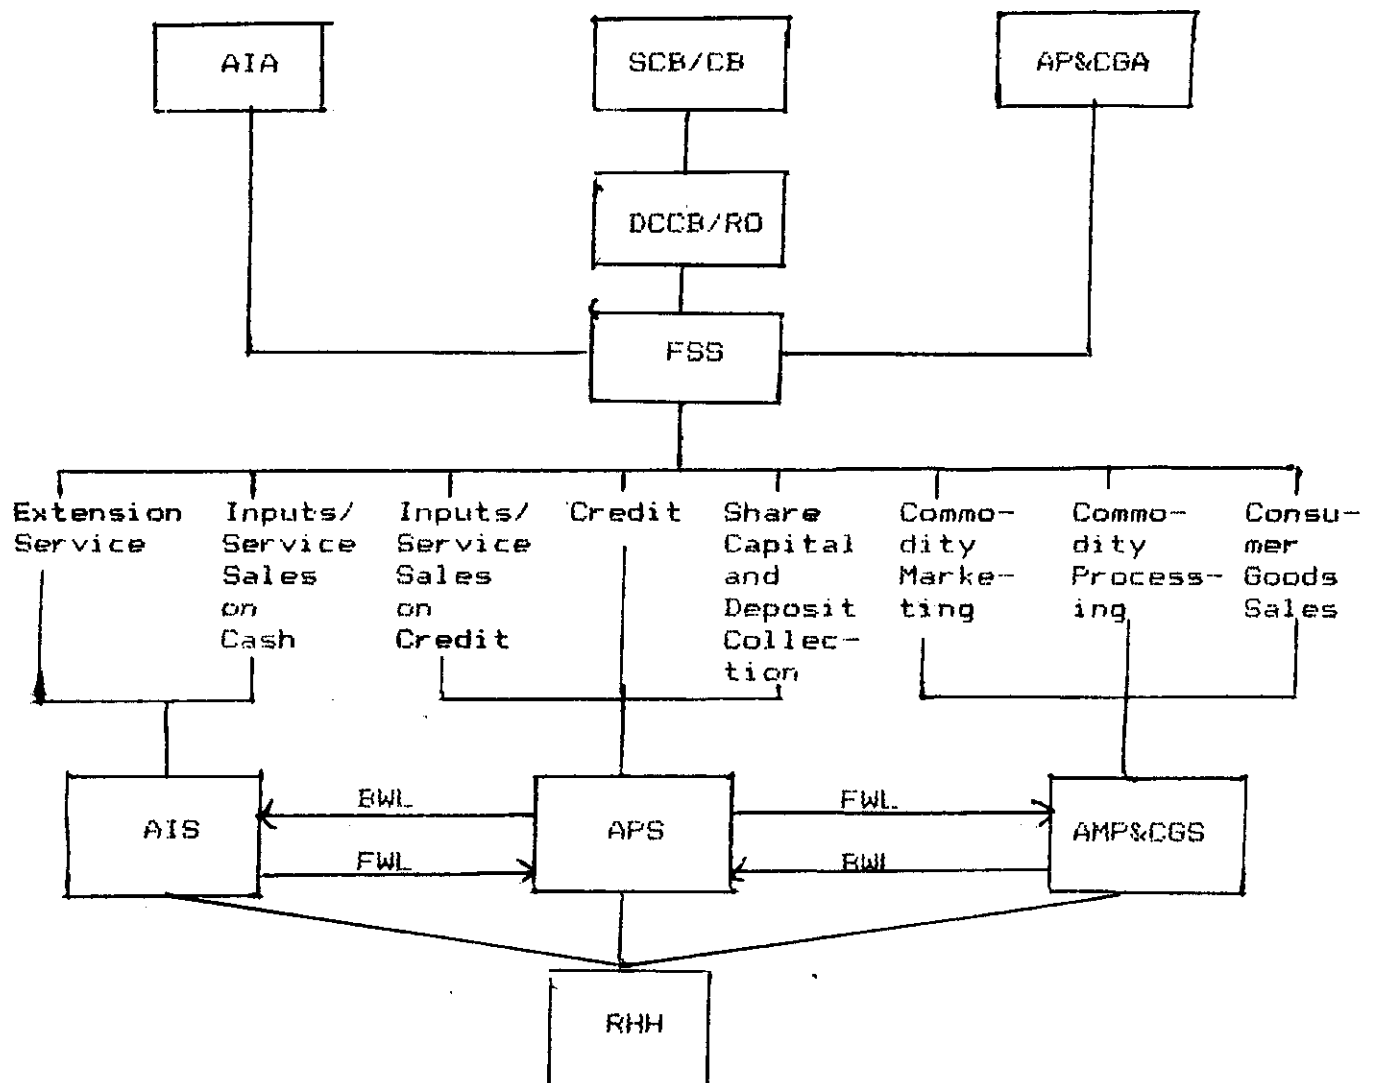 AIA
SCB/CB
AP&CGA
DCCB/RO
FSS
Extension
Service
Inputs/
Service
Sales
on
Cash
Inputs/
Service
Sales
on
Credit
Credit
Share
Capital
and
Deposit
Collec-
tion
Commo-
dity
Marke-
ting
Commo-
dity
Process-
ing
Consu-
mer
Goods
Sales
BWL
FWL
AIS
APS
AMP&CGS
FWL
BWL
RHH